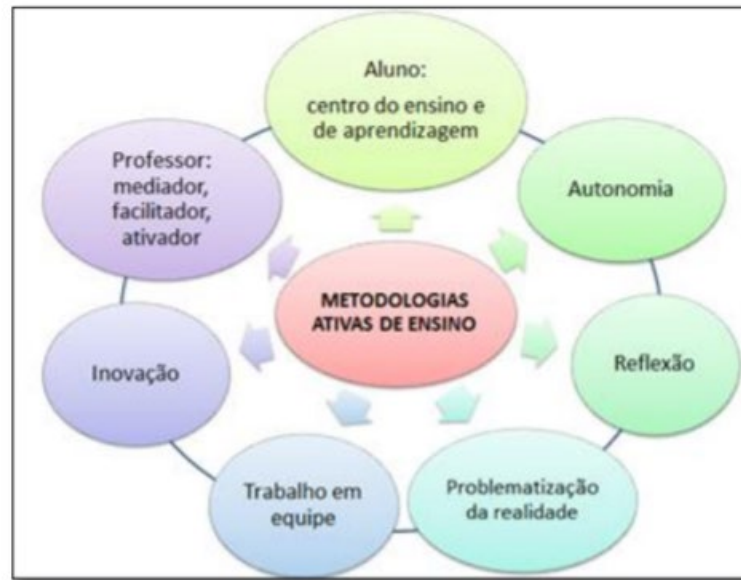 Aluno:
centro do ensino e
de aprendizagem
Autonomia
Reflexão
Problematização
da realidade
Trabalho em
equipe
Inovação
Professor:
mediador,
facilitador,
ativador
METODOLOGIAS
ATIVAS DE ENSINO